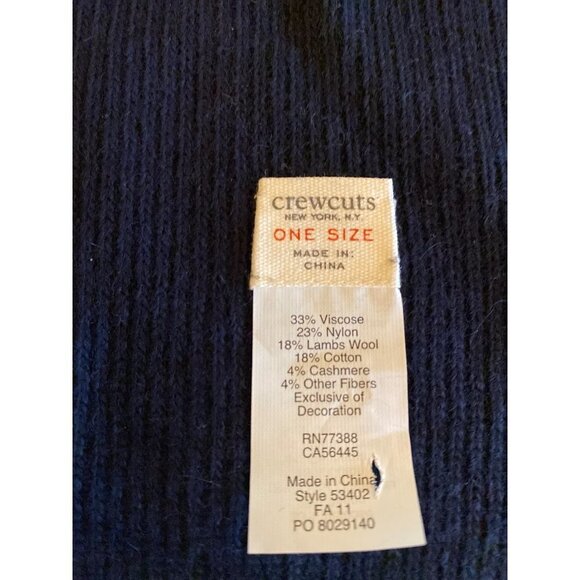 crewcuts
NEW YORK, N.Y.
ONE SIZE
MADE IN:
CHINA
33% Viscose
23% Nylon
18% Lambs Wool
18% Cotton
4% Cashmere
4% Other Fibers
Exclusive of
Decoration
RN77388
CA56445
Made in China
Style 53402
FA 11
PO 8029140